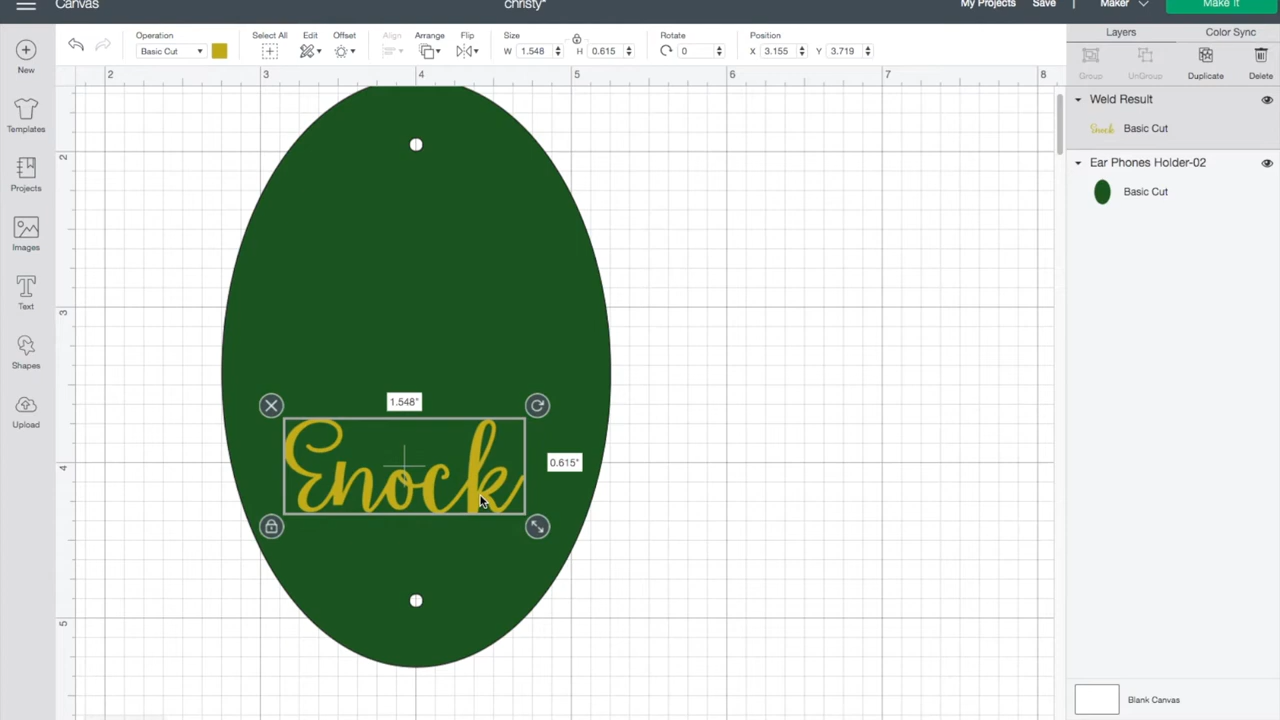 Canvas
christy*
My Projects Save | Maker Make It
Operation
Basic Cut
Select All Edit Offset Align Arrange Flip
Size
W 1.548 H 0.615
Rotate
0
Position
X 3.155 Y 3.719
Layers Color Sync
Group UnGroup Duplicate Delete
New
Templates
Projects
Images
Text
Shapes
Upload
2 3 4 5 6 7 8
2
3
4
5
1.548"
0.615"
Enock
Weld Result
Enock Basic Cut
Ear Phones Holder-02
Basic Cut
Blank Canvas